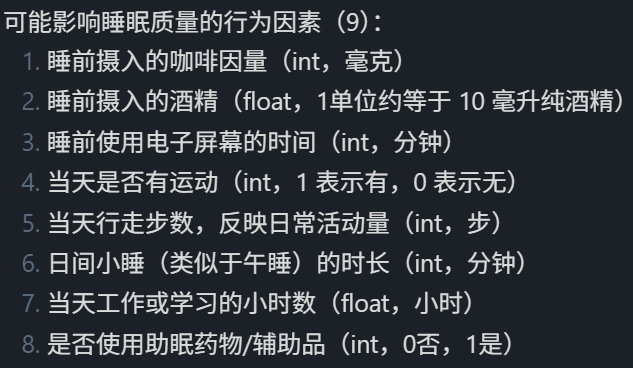 可能影响睡眠质量的行为因素（9）：
1. 睡前摄入的咖啡因量（int，毫克）
2. 睡前摄入的酒精（float，1单位约等于 10 毫升纯酒精）
3. 睡前使用电子屏幕的时间（int，分钟）
4. 当天是否有运动（int，1 表示有，0 表示无）
5. 当天行走步数，反映日常活动量（int，步）
6. 日间小睡（类似于午睡）的时长（int，分钟）
7. 当天工作或学习的小时数（float，小时）
8. 是否使用助眠药物/辅助品（int，0否，1是）